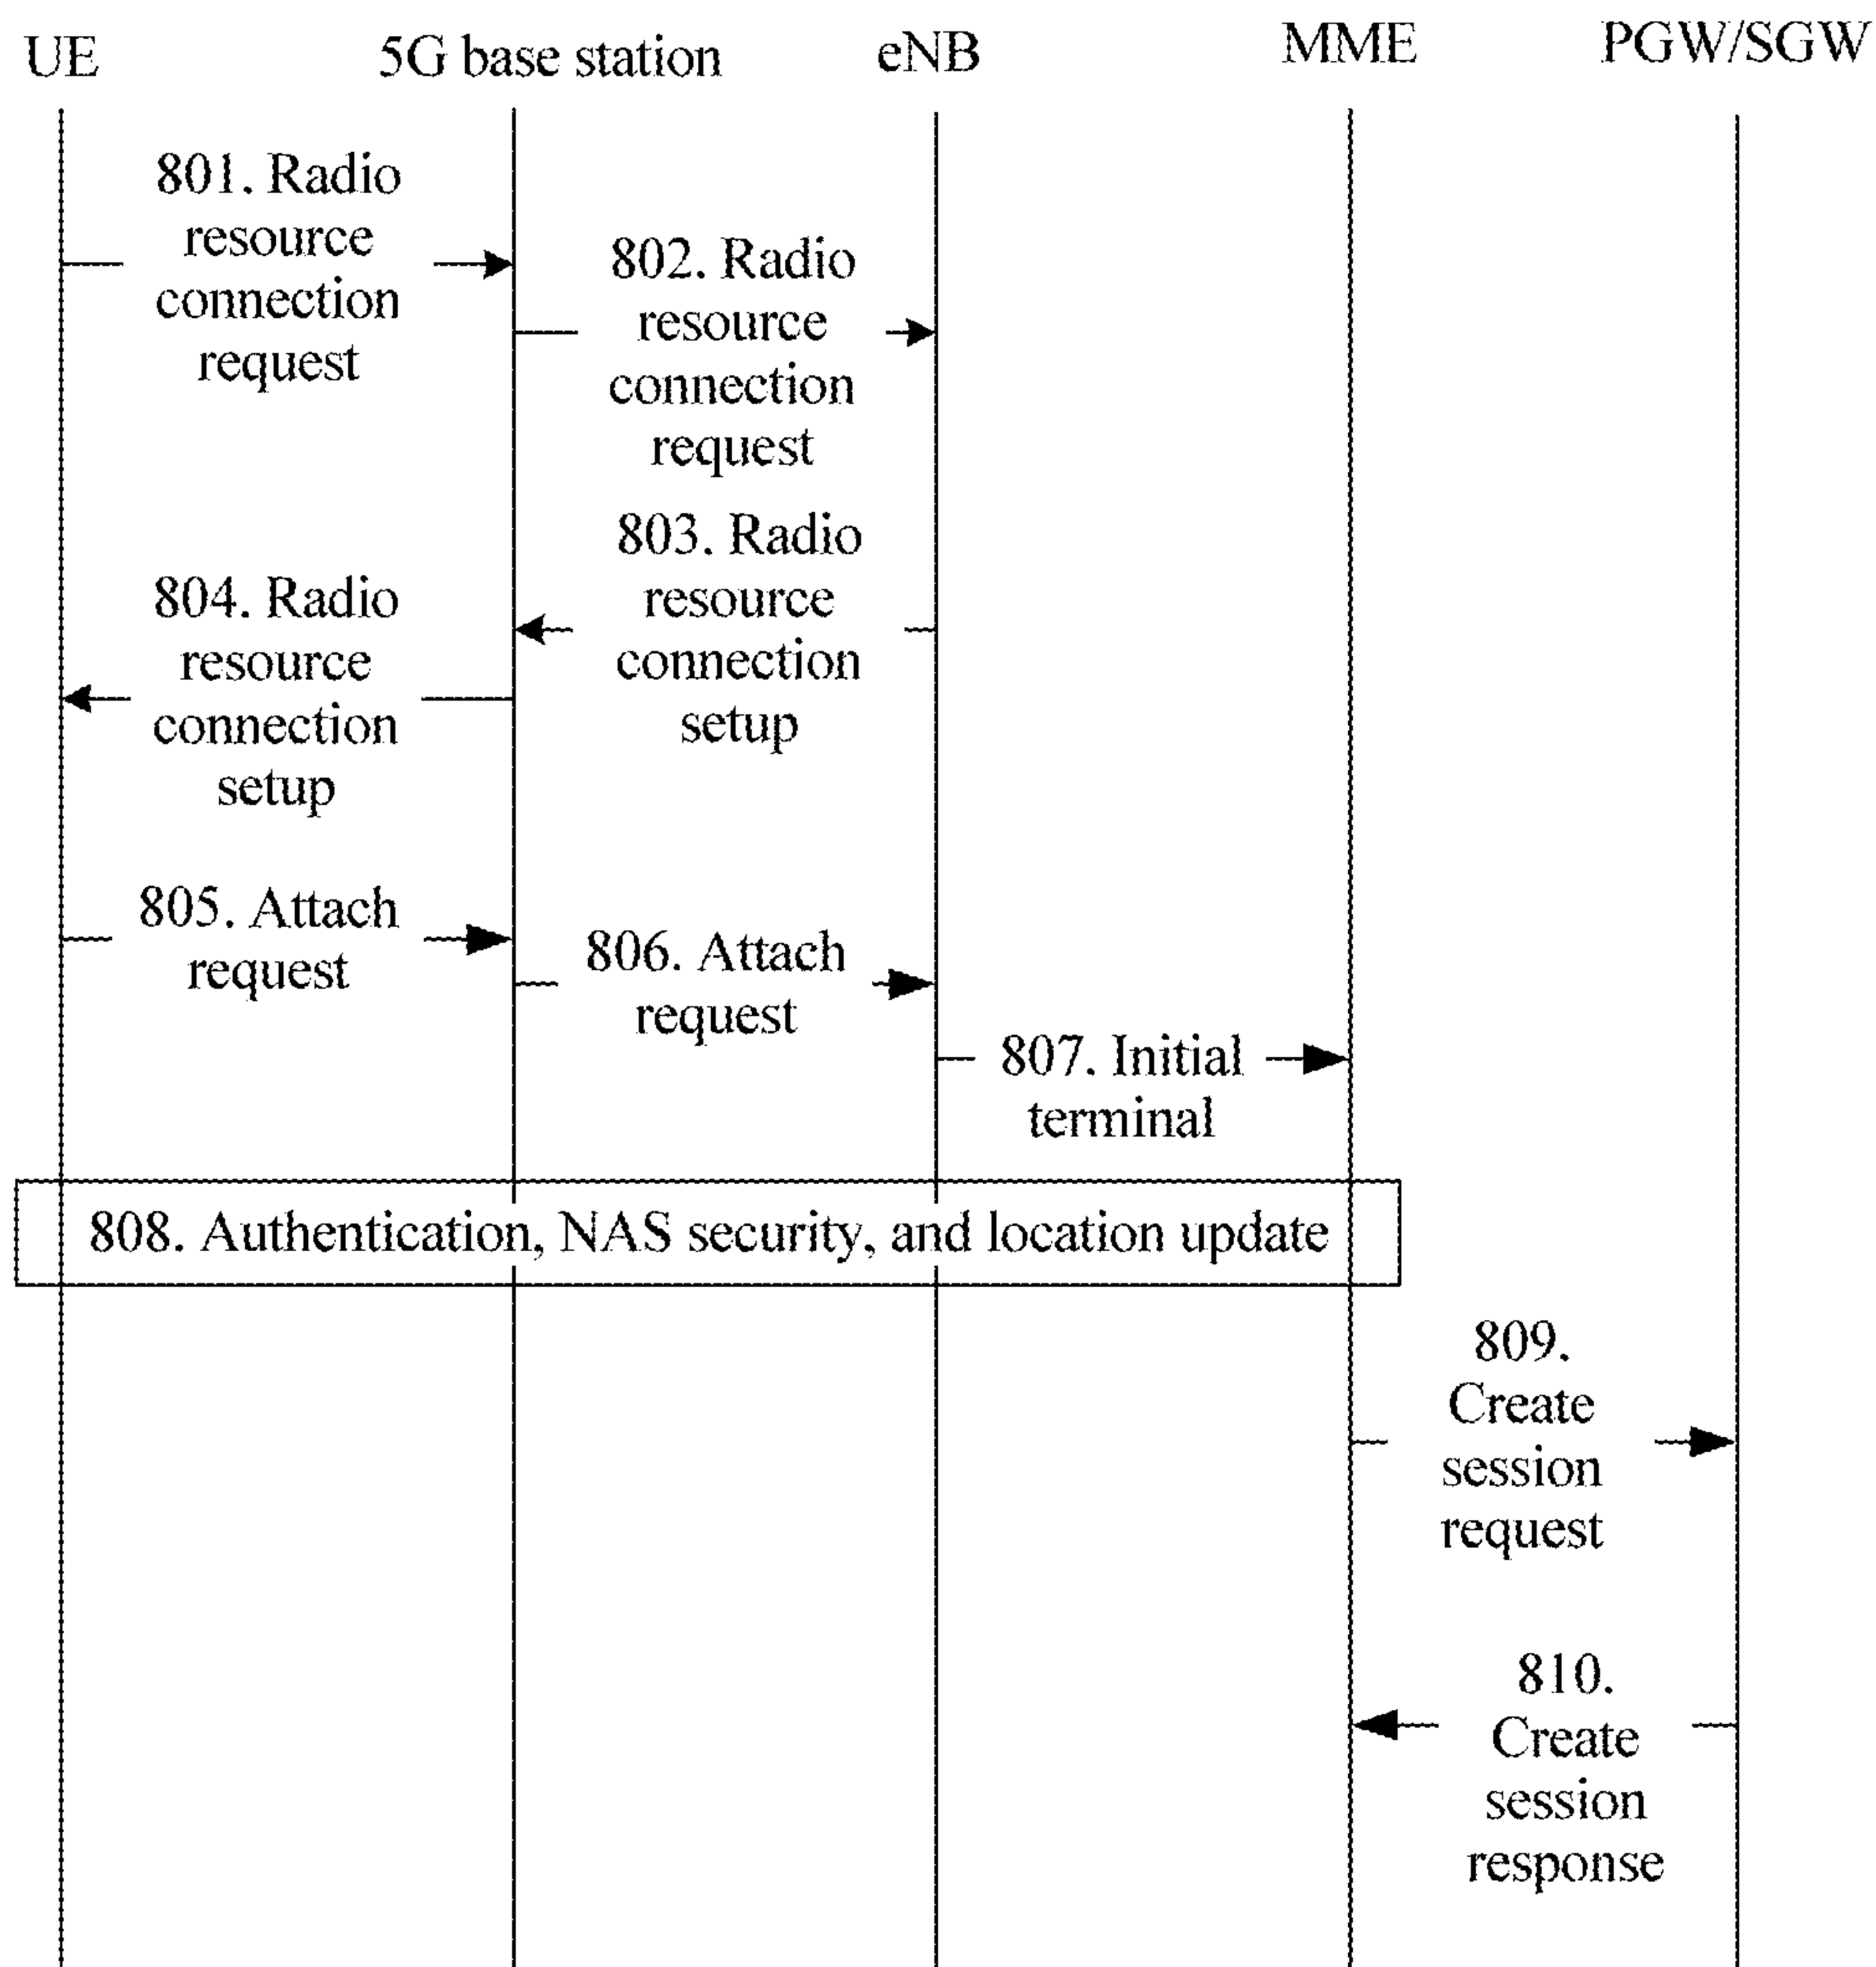 UE
5G base station
eNB
MME
PGW/SGW
801. Radio
resource
connection
request
802. Radio
resource
connection
request
803. Radio
resource
connection
setup
804. Radio
resource
connection
setup
805. Attach
request
806. Attach
request
807. Initial
terminal
808. Authentication, NAS security, and location update
809.
Create
session
request
810.
Create
session
response